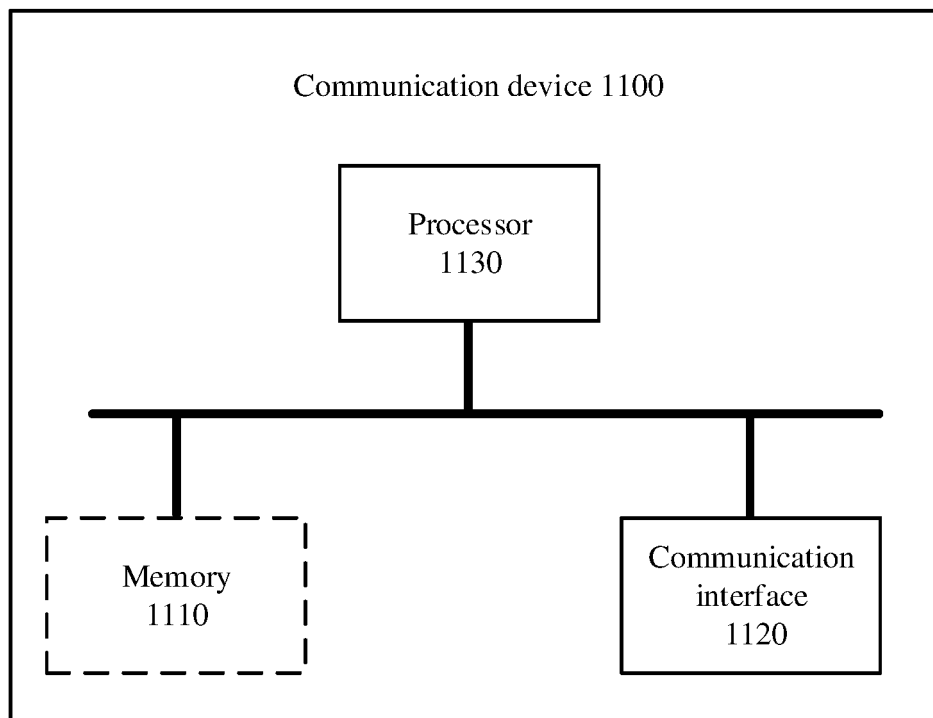 Communication device 1100
Processor
1130
Memory
1110
Communication
interface
1120